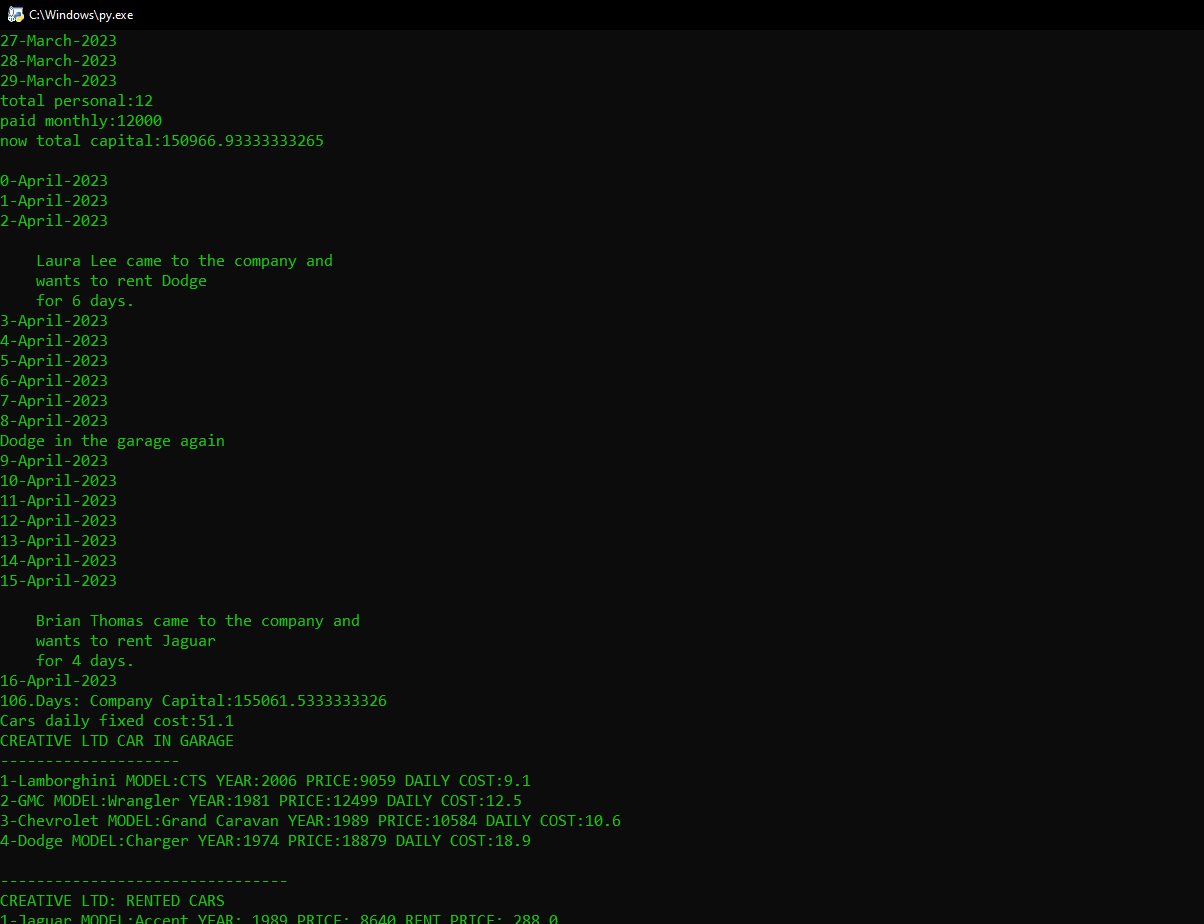 C:\Windows\py.exe
27-March-2023
28-March-2023
29-March-2023
total personal:12
paid monthly:12000
now total capital:150966.93333333265
0-April-2023
1-April-2023
2-April-2023
Laura Lee came to the company and
wants to rent Dodge
for 6 days.
3-April-2023
4-April-2023
5-April-2023
6-April-2023
7-April-2023
8-April-2023
Dodge in the garage again
9-April-2023
10-April-2023
11-April-2023
12-April-2023
13-April-2023
14-April-2023
15-April-2023
Brian Thomas came to the company and
wants to rent Jaguar
for 4 days.
16-April-2023
106.Days: Company Capital:155061.5333333326
Cars daily fixed cost:51.1
CREATIVE LTD CAR IN GARAGE
--------------------
1-Lamborghini MODEL:CTS YEAR:2006 PRICE:9059 DAILY COST:9.1
2-GMC MODEL:Wrangler YEAR:1981 PRICE:12499 DAILY COST:12.5
3-Chevrolet MODEL:Grand Caravan YEAR:1989 PRICE:10584 DAILY COST:10.6
4-Dodge MODEL:Charger YEAR:1974 PRICE:18879 DAILY COST:18.9
--------------------------------
CREATIVE LTD: RENTED CARS
1-Jaguar MODEL:Accent YEAR: 1989 PRICE: 8640 RENT PRICE: 288.0